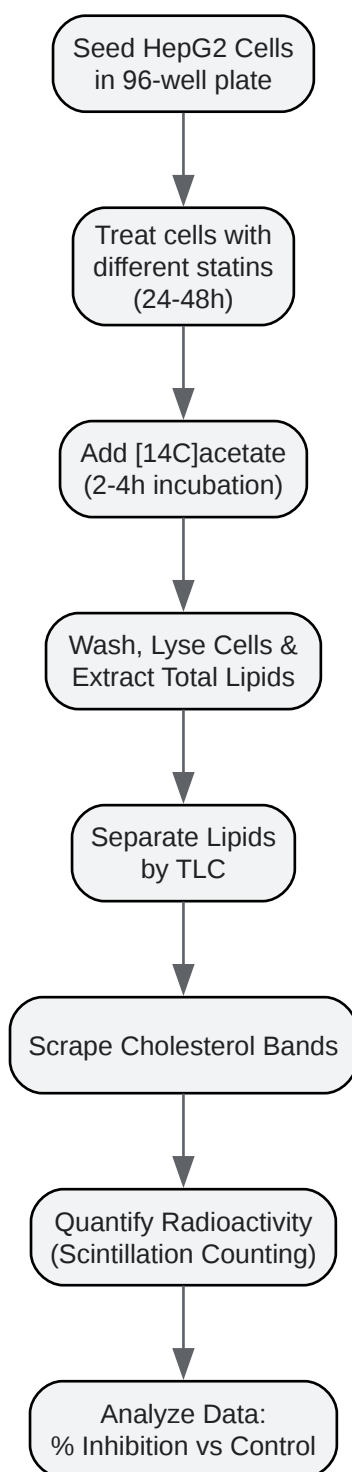 Seed HepG2 Cells
in 96-well plate
Treat cells with
different statins
(24-48h)
Add [14C]acetate
(2-4h incubation)
Wash, Lyse Cells &
Extract Total Lipids
Separate Lipids
by TLC
Scrape Cholesterol Bands
Quantify Radioactivity
(Scintillation Counting)
Analyze Data:
% Inhibition vs Control